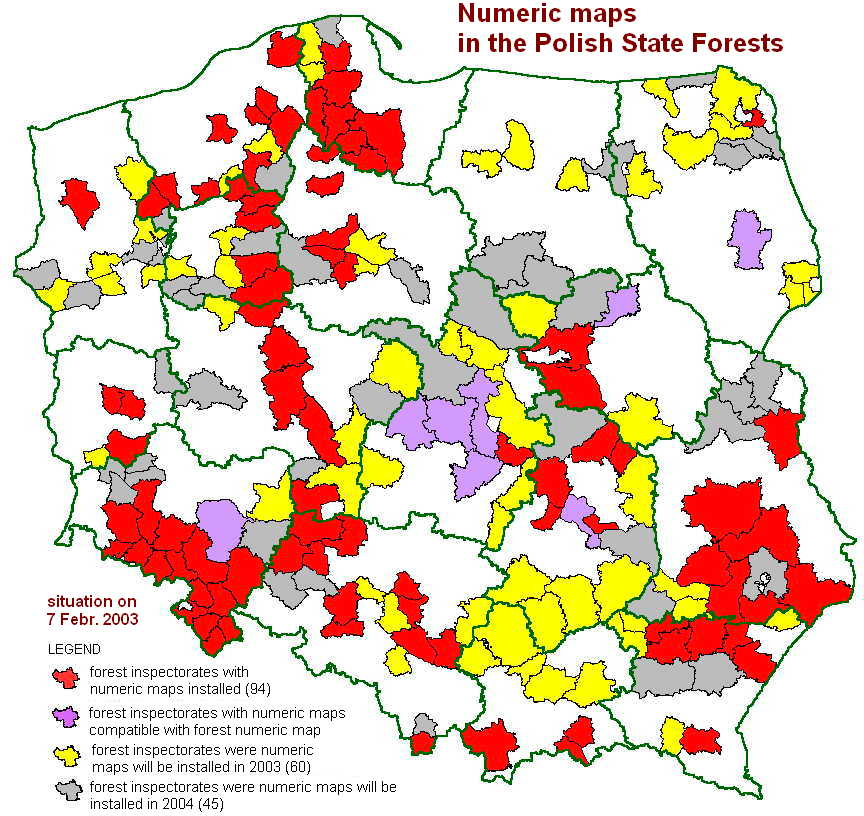 Numeric maps
in the Polish State Forests
situation on
7 Febr. 2003
LEGEND
forest inspectorates with
numeric maps installed (94)
forest inspectorates with numeric maps
compatible with forest numeric map
forest inspectorates were numeric
maps will be installed in 2003 (60)
forest inspectorates were numeric maps will be
installed in 2004 (45)